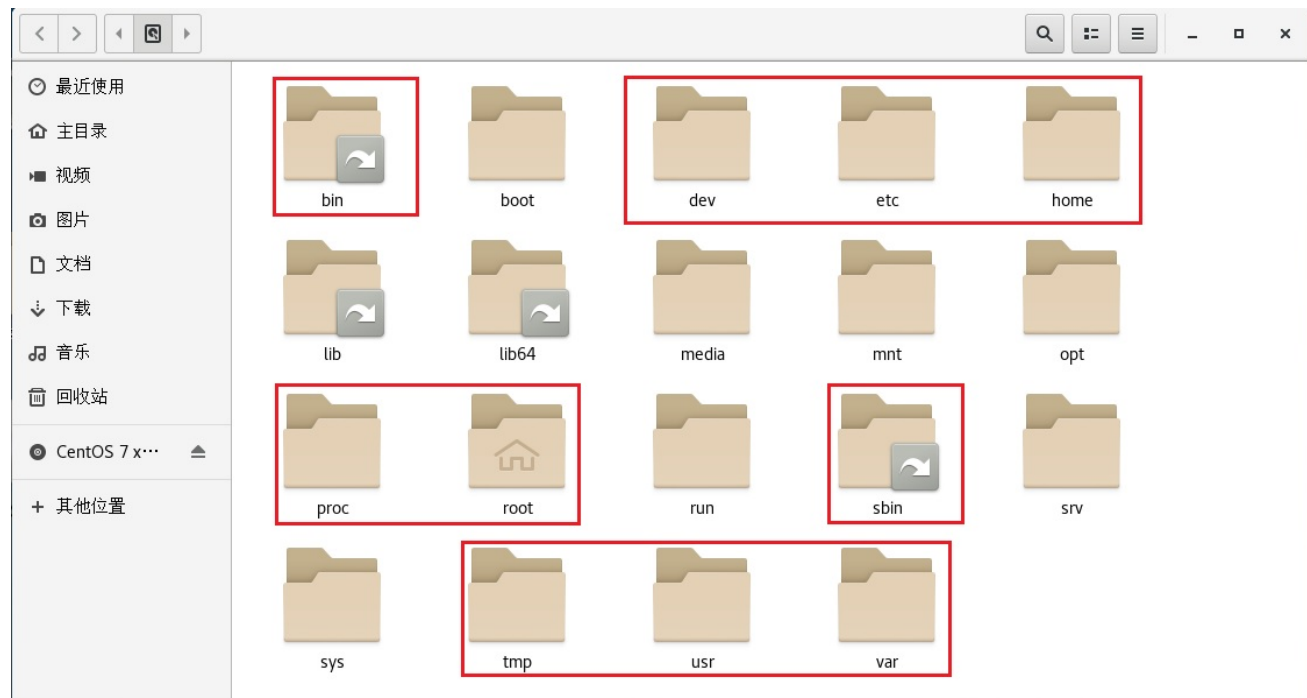 最近使用
主目录
视频
图片
文档
下载
音乐
回收站
CentOS 7 x…
其他位置
bin boot dev etc home
lib lib64 media mnt opt
proc root run sbin srv
sys tmp usr var